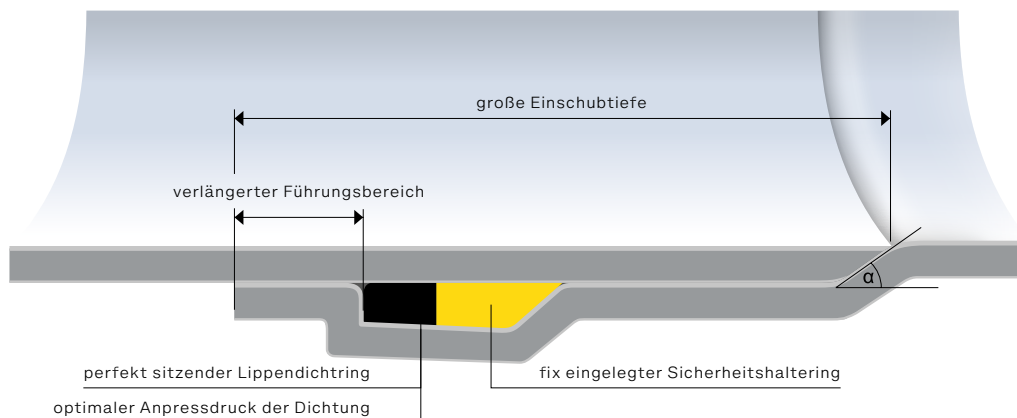 große Einschubtiefe
verlängerter Führungsbereich
α
perfekt sitzender Lippendichtring
fix eingelegter Sicherheitshaltering
optimaler Anpressdruck der Dichtung